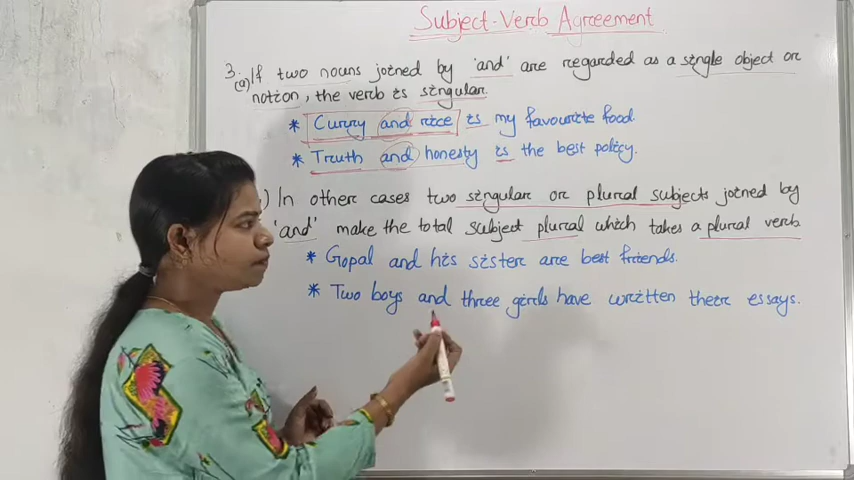 Subject-Verb Agreement
3.(a) If two nouns joined by 'and' are regarded as a single object or
notion, the verb is singular.
* Curry and rice is my favourite food.
* Truth and honesty is the best policy.
) In other cases two singular or plural subjects joined by
'and' make the total subject plural which takes a plural verb
* Gopal and his sister are best friends.
* Two boys and three girls have written their essays.